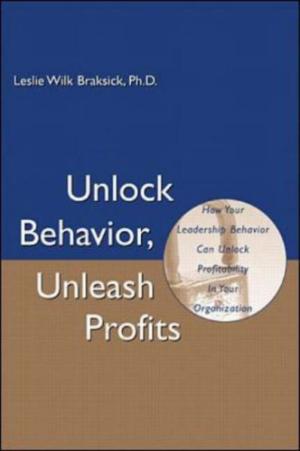 Leslie Wilk Braksick, Ph.D.
Unlock
Behavior,
Unleash
Profits
How Your
Leadership Behavior
Can Unlock
Profitability
In Your
Organization